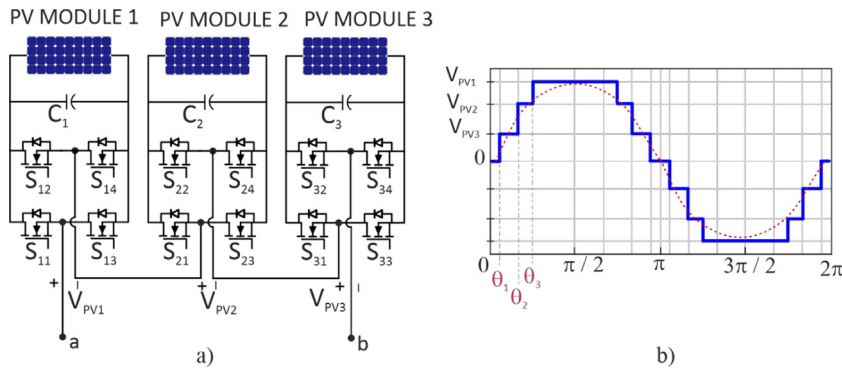 PV MODULE 1 PV MODULE 2 PV MODULE 3 a)
C1 C2 C3
S12 S14 S22 S24 S32 S34
S11 S13 S21 S23 S31 S33
+ – + – + –
VPV1 VPV2 VPV3
a b
a)
VPV1
VPV2
VPV3
0
0 π / 2 π 3π / 2 2π
θ1 θ2 θ3
b)